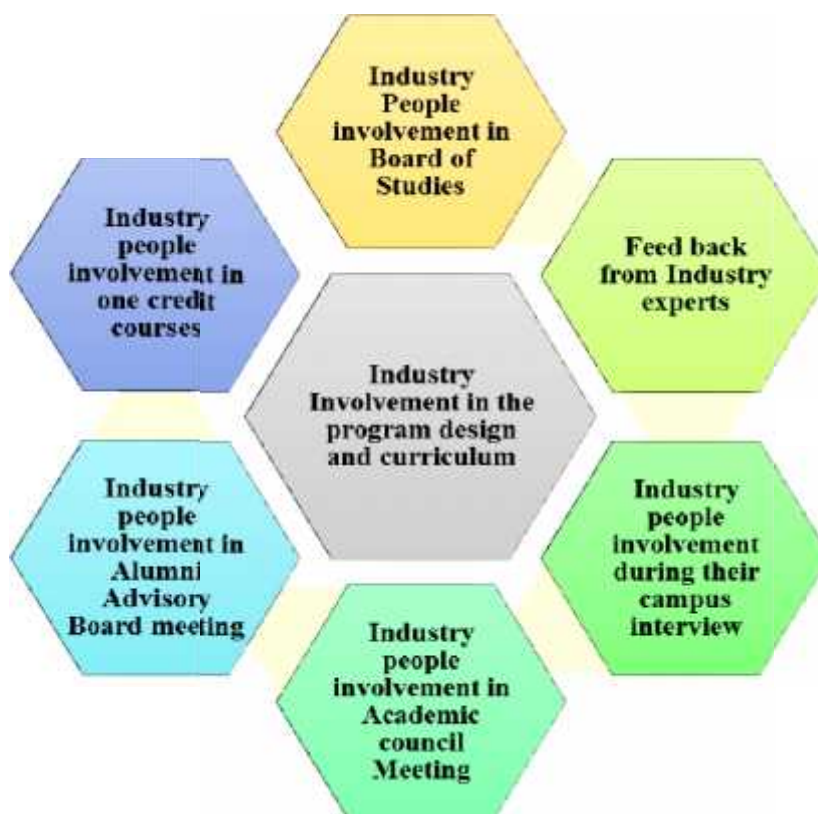 Industry
People
involvement in
Board of
Studies
Industry
people
involvement in
one credit
courses
Feed back
from Industry
experts
Industry
Involvement in the
program design
and curriculum
Industry
people
involvement in
Alumni
Advisory
Board meeting
Industry
people
involvement
during their
campus
interview
Industry
people
involvement in
Academic
council
Meeting